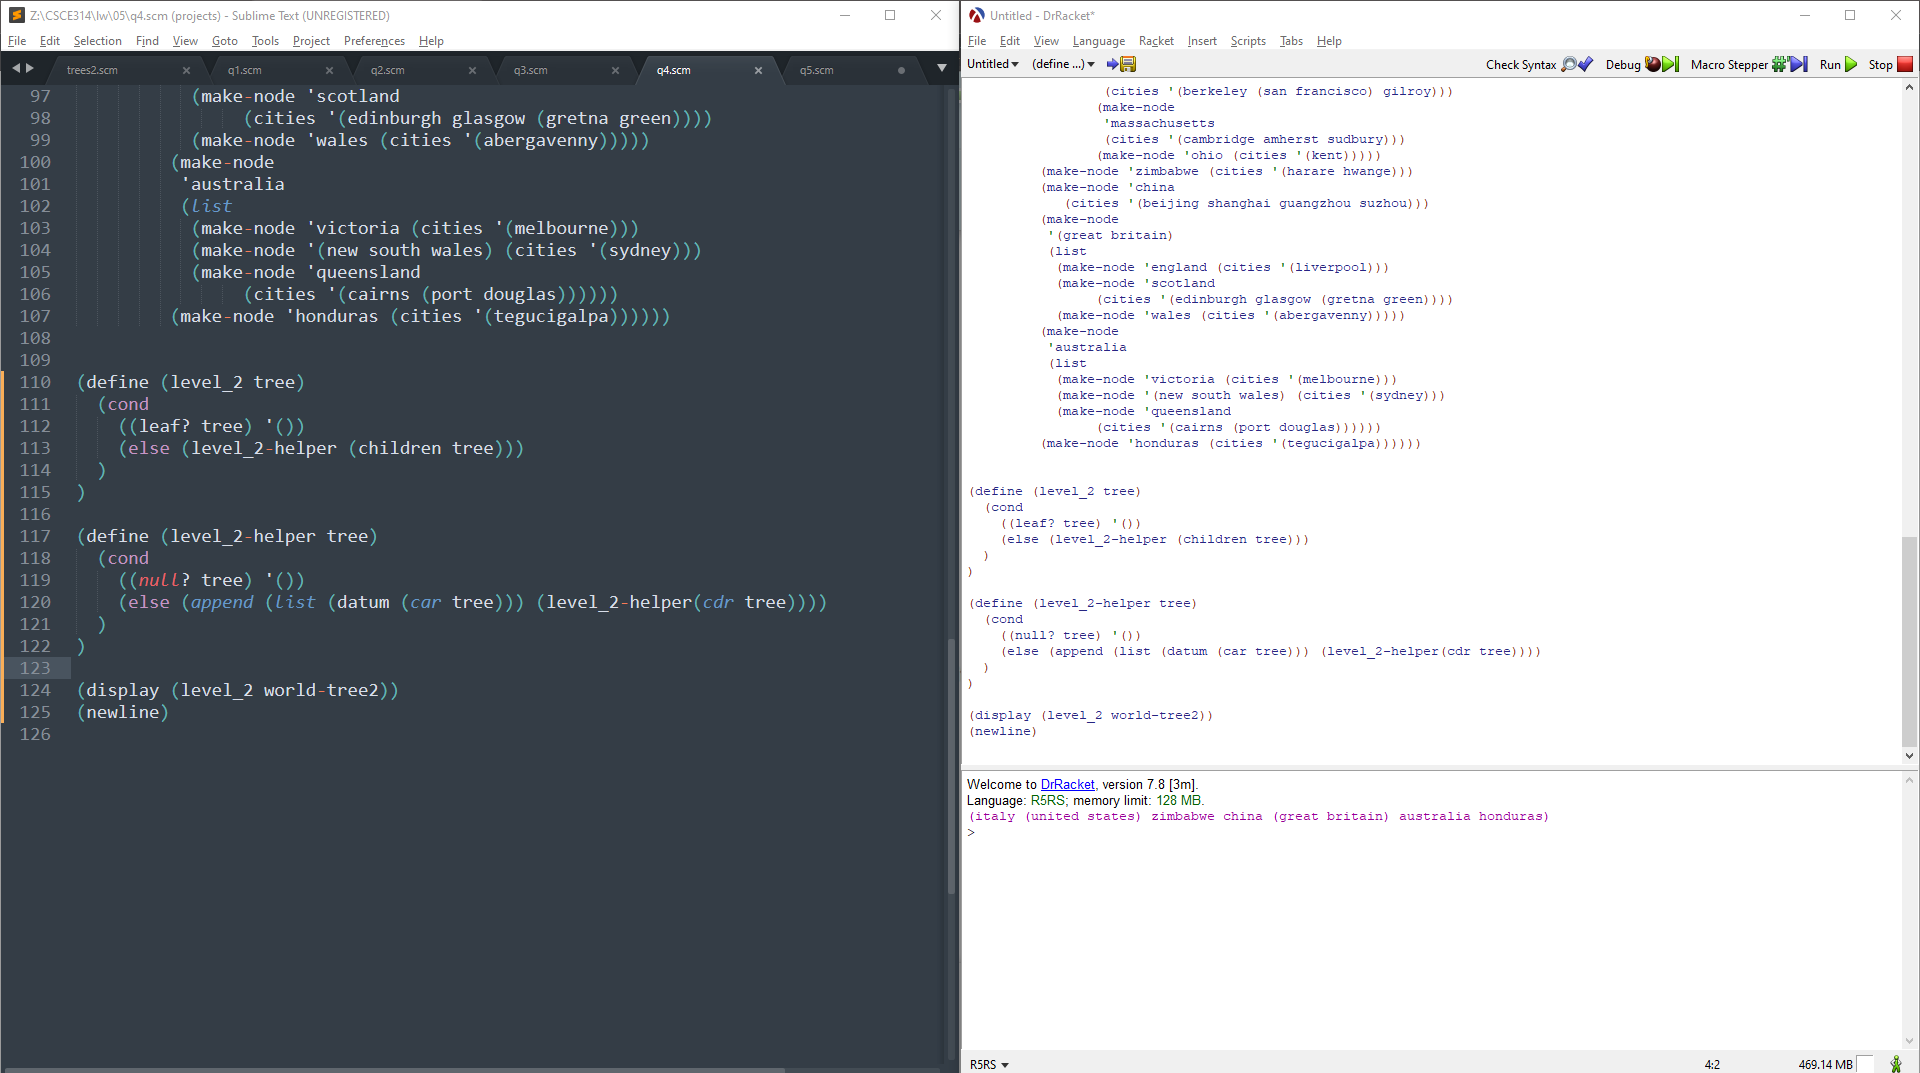 Z:\CSCE314\lw\05\q4.scm (projects) - Sublime Text (UNREGISTERED)
File Edit Selection Find View Goto Tools Project Preferences Help
trees2.scm q1.scm q2.scm q3.scm q4.scm q5.scm
97 (make-node 'scotland
98 (cities '(edinburgh glasgow (gretna green))))
99 (make-node 'wales (cities '(abergavenny)))))
100 (make-node
101 'australia
102 (list
103 (make-node 'victoria (cities '(melbourne)))
104 (make-node '(new south wales) (cities '(sydney)))
105 (make-node 'queensland
106 (cities '(cairns (port douglas))))))
107 (make-node 'honduras (cities '(tegucigalpa))))))
108
109
110 (define (level_2 tree)
111 (cond
112 ((leaf? tree) '())
113 (else (level_2-helper (children tree)))
114 )
115 )
116
117 (define (level_2-helper tree)
118 (cond
119 ((null? tree) '())
120 (else (append (list (datum (car tree))) (level_2-helper(cdr tree))))
121 )
122 )
123
124 (display (level_2 world-tree2))
125 (newline)
126
Untitled - DrRacket*
File Edit View Language Racket Insert Scripts Tabs Help
Untitled (define ...) Check Syntax Debug Macro Stepper Run Stop
(cities '(berkeley (san francisco) gilroy)))
(make-node
'massachusetts
(cities '(cambridge amherst sudbury)))
(make-node 'ohio (cities '(kent)))))
(make-node 'zimbabwe (cities '(harare hwange)))
(make-node 'china
(cities '(beijing shanghai guangzhou suzhou)))
(make-node
'(great britain)
(list
(make-node 'england (cities '(liverpool)))
(make-node 'scotland
(cities '(edinburgh glasgow (gretna green))))
(make-node 'wales (cities '(abergavenny)))))
(make-node
'australia
(list
(make-node 'victoria (cities '(melbourne)))
(make-node '(new south wales) (cities '(sydney)))
(make-node 'queensland
(cities '(cairns (port douglas))))))
(make-node 'honduras (cities '(tegucigalpa))))))
(define (level_2 tree)
(cond
((leaf? tree) '())
(else (level_2-helper (children tree)))
)
)
(define (level_2-helper tree)
(cond
((null? tree) '())
(else (append (list (datum (car tree))) (level_2-helper(cdr tree))))
)
)
(display (level_2 world-tree2))
(newline)
Welcome to DrRacket, version 7.8 [3m].
Language: R5RS; memory limit: 128 MB.
(italy (united states) zimbabwe china (great britain) australia honduras)
>
R5RS 4:2 469.14 MB